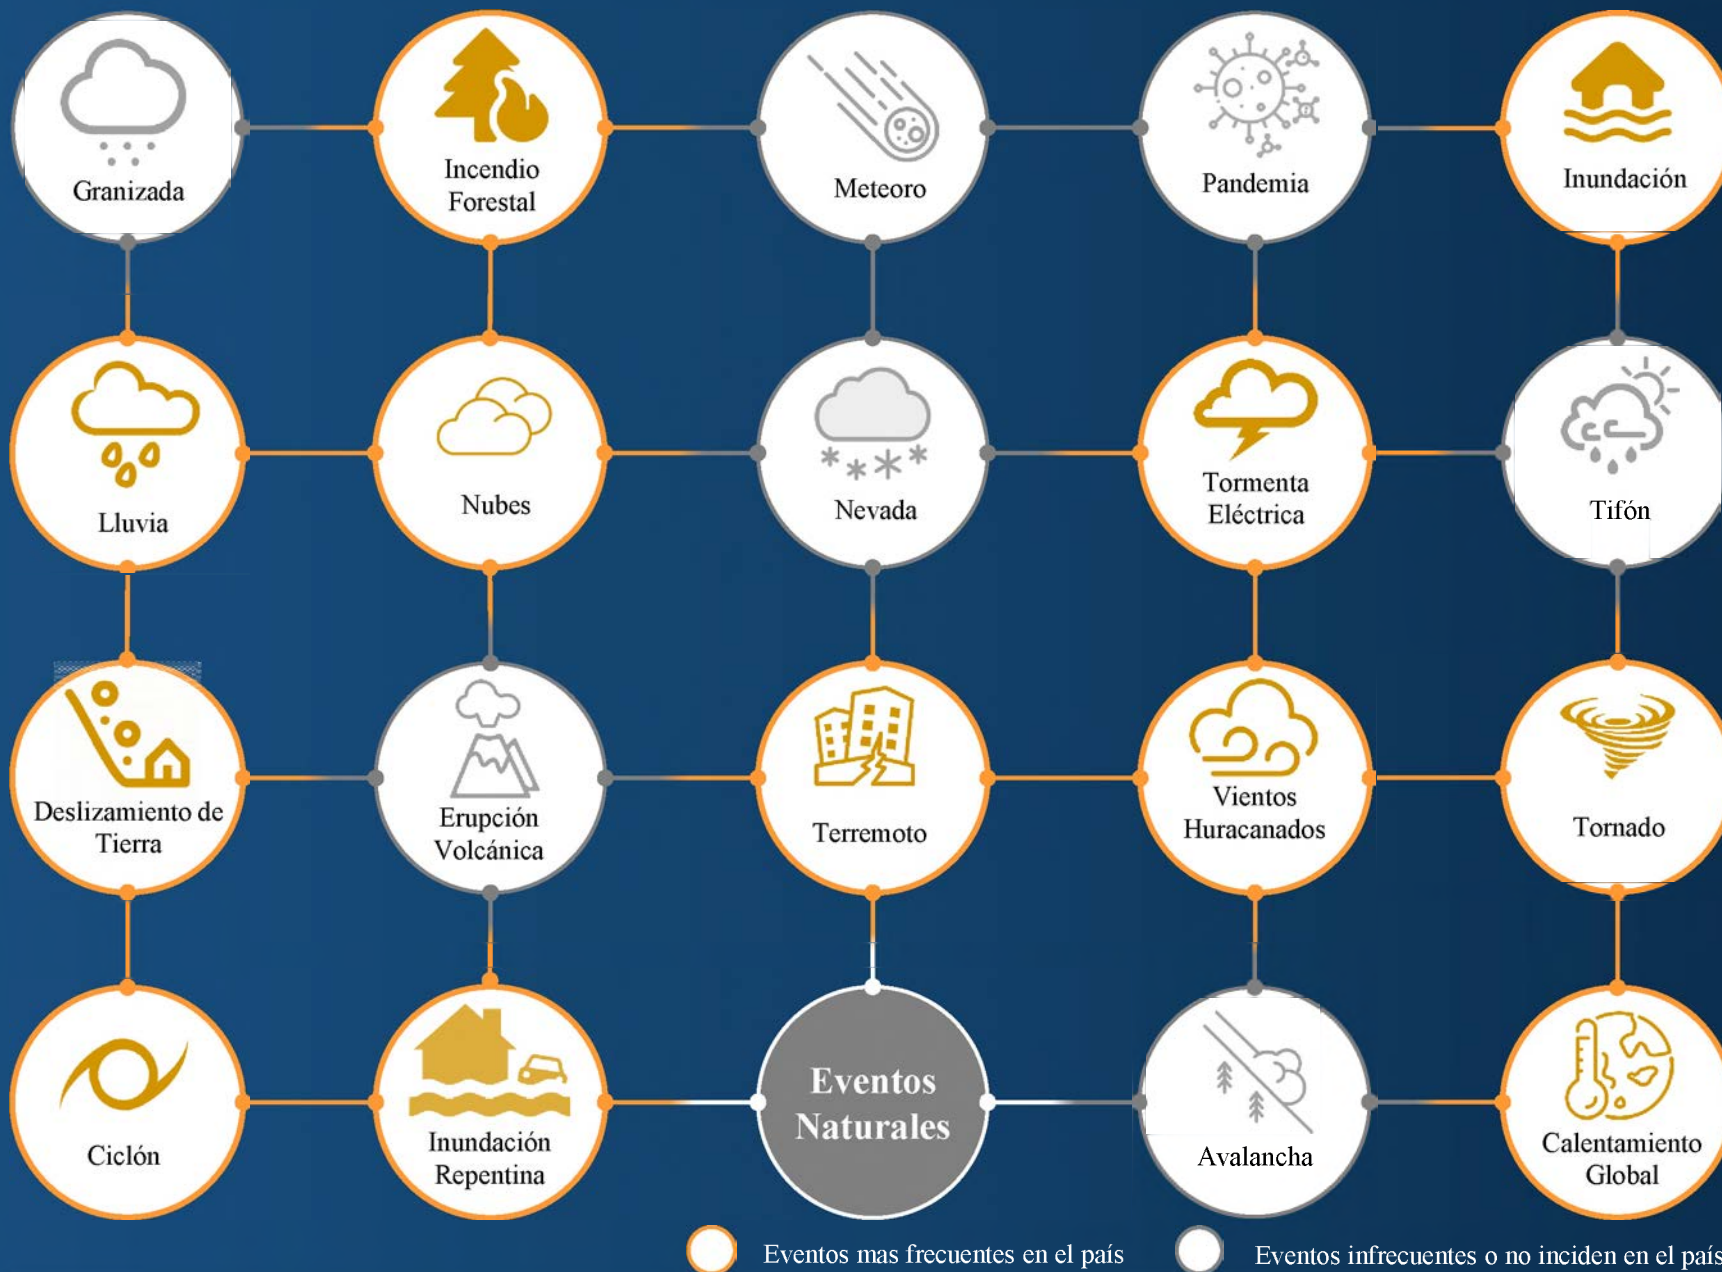 Granizada
Incendio
Forestal
Meteoro
Pandemia
Inundación
Lluvia
Nubes
Nevada
Tormenta
Eléctrica
Tifón
Deslizamiento de
Tierra
Erupción
Volcánica
Terremoto
Vientos
Huracanados
Tornado
Ciclón
Inundación
Repentina
Eventos
Naturales
Avalancha
Calentamiento
Global
Eventos mas frecuentes en el país
Eventos infrecuentes o no inciden en el país